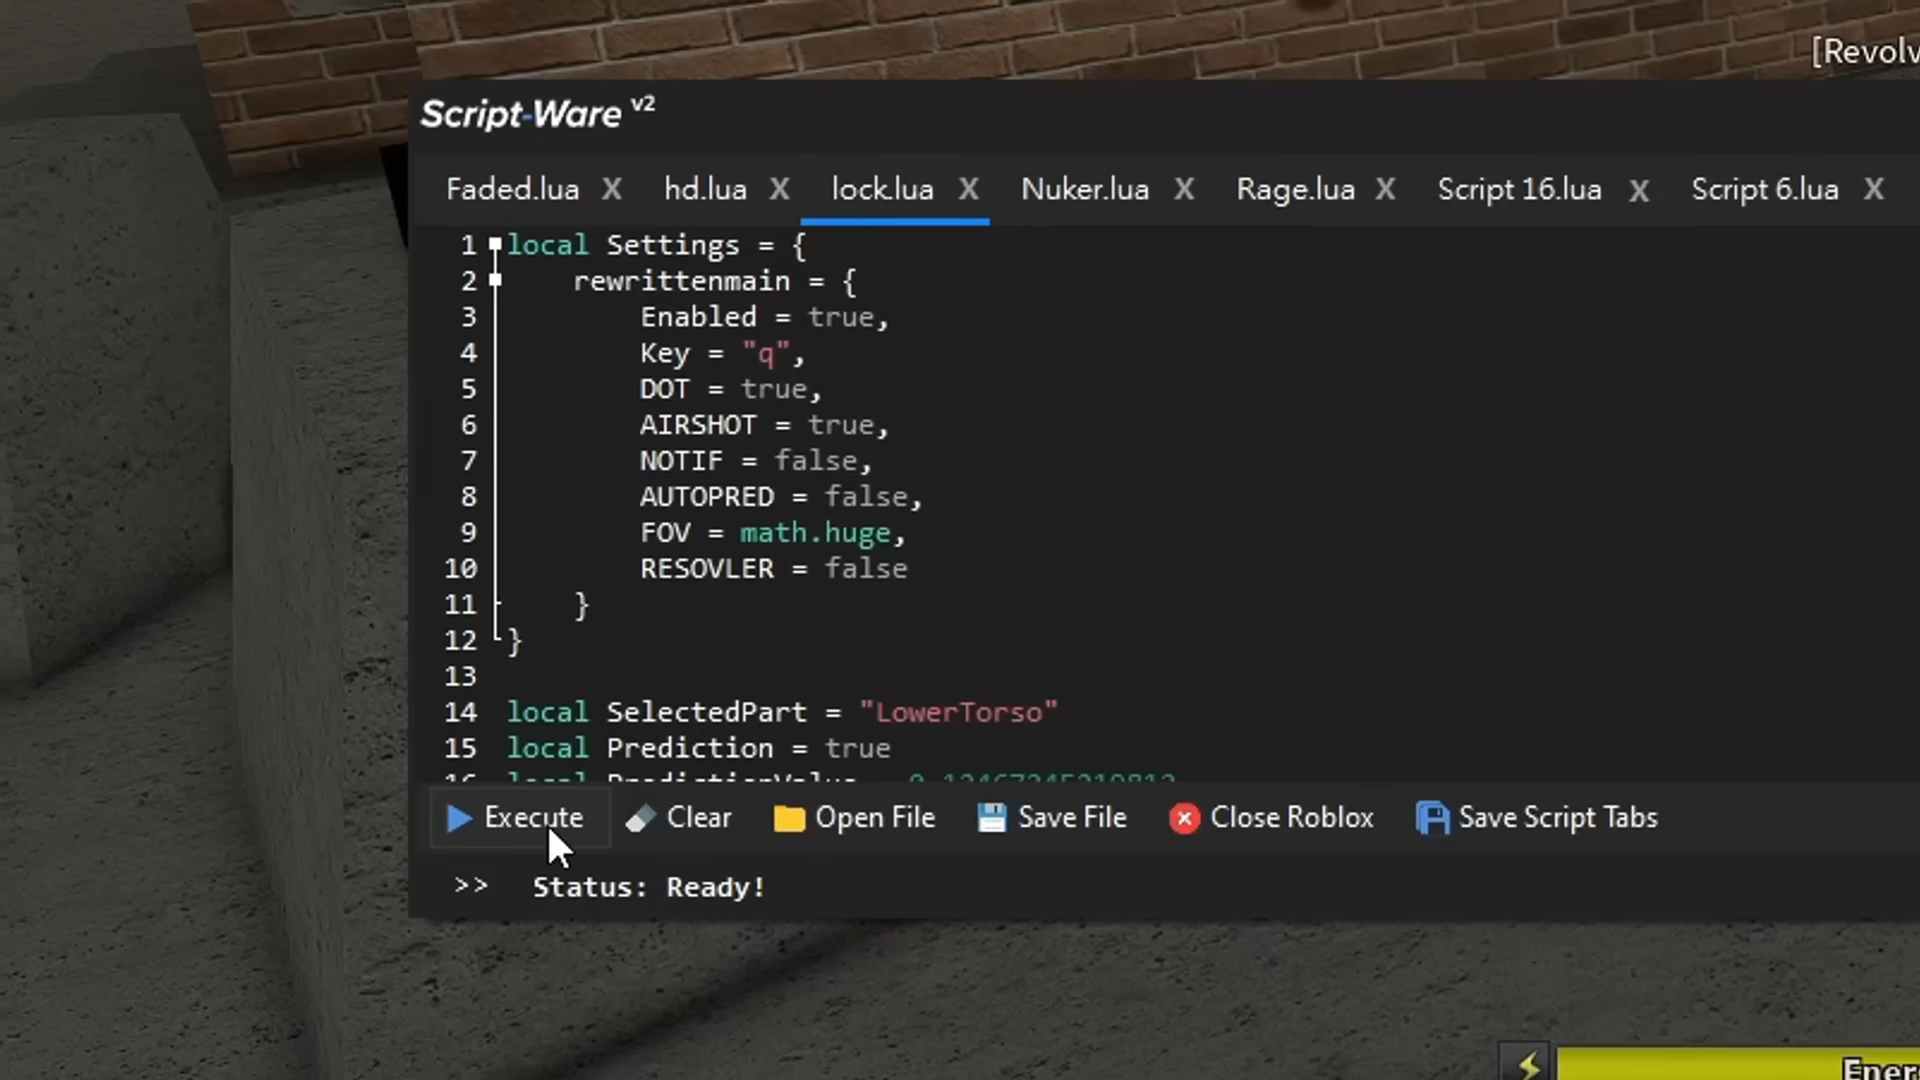 [Revolv
Script-Ware v2
Faded.lua X hd.lua X lock.lua X Nuker.lua X Rage.lua X Script 16.lua X Script 6.lua X
1 local Settings = {
2 rewrittenmain = {
3 Enabled = true,
4 Key = "q",
5 DOT = true,
6 AIRSHOT = true,
7 NOTIF = false,
8 AUTOPRED = false,
9 FOV = math.huge,
10 RESOVLER = false
11 }
12 }
13
14 local SelectedPart = "LowerTorso"
15 local Prediction = true
16 local PredictionValue
Execute Clear Open File Save File Close Roblox Save Script Tabs
>> Status: Ready!
Ener